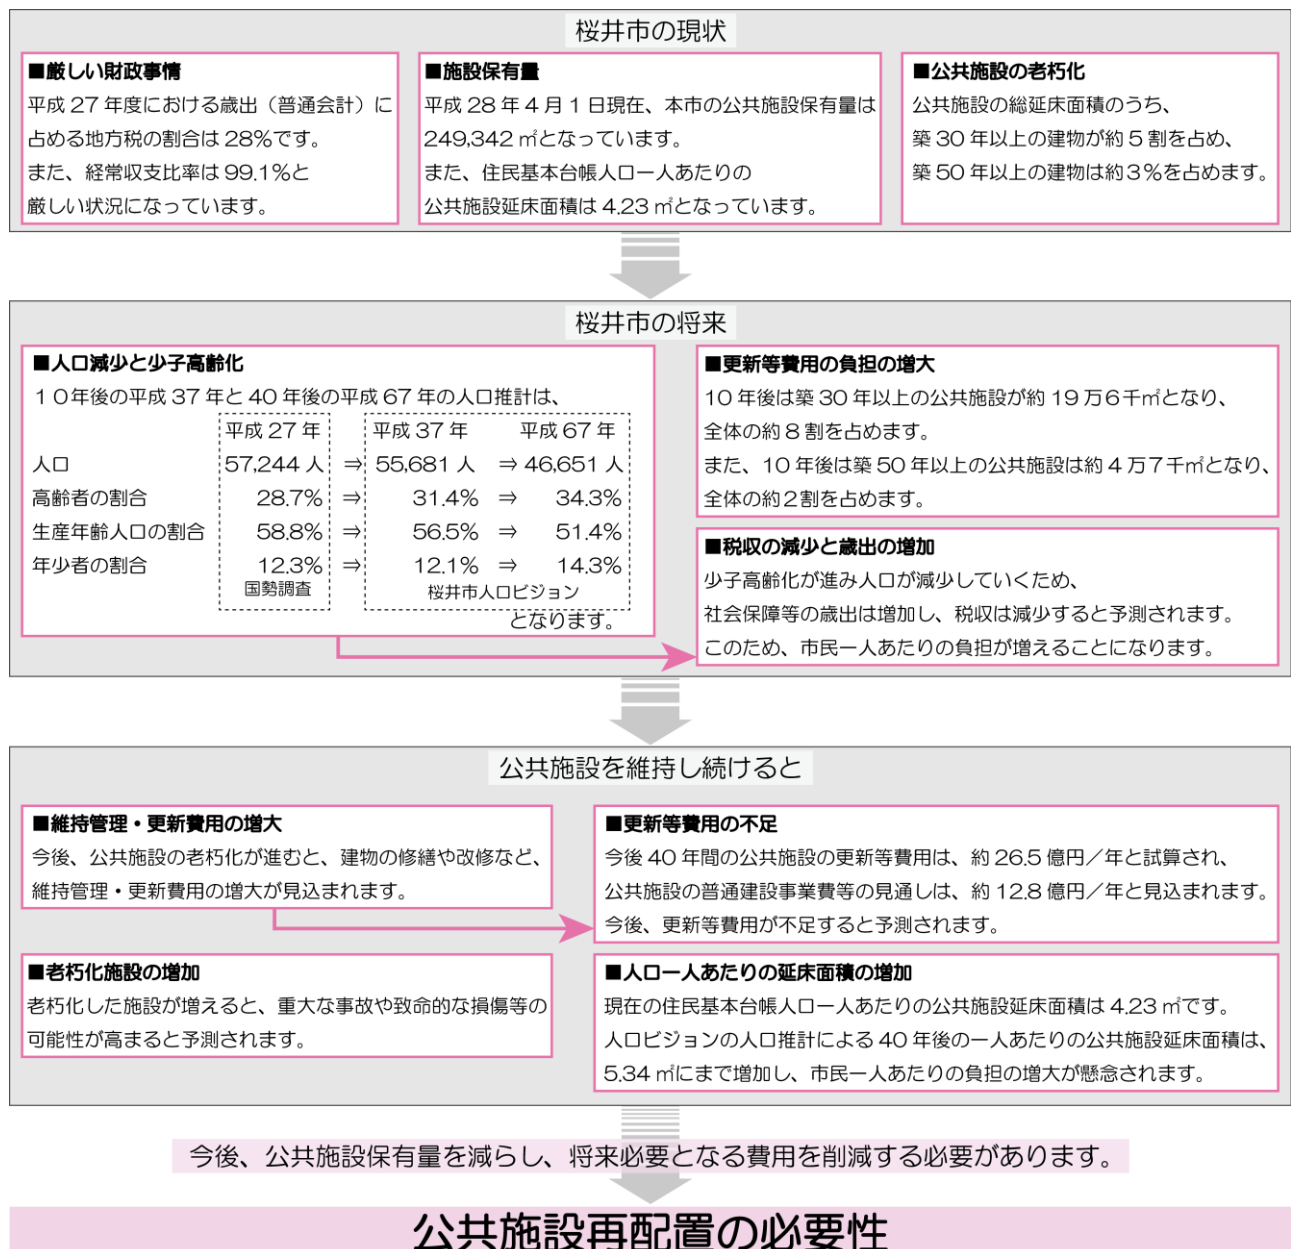 桜井市の現状
■厳しい財政事情
平成 27 年度における歳出（普通会計）に
占める地方税の割合は 28％です。
また、経常収支比率は 99.1％と
厳しい状況になっています。
■施設保有量
平成 28 年 4 月 1 日現在、本市の公共施設保有量は
249,342 ㎡となっています。
また、住民基本台帳人口一人あたりの
公共施設延床面積は 4.23 ㎡となっています。
■公共施設の老朽化
公共施設の総延床面積のうち、
築 30 年以上の建物が約 5 割を占め、
築 50 年以上の建物は約３％を占めます。
桜井市の将来
■人口減少と少子高齢化
１０年後の平成 37 年と 40 年後の平成 67 年の人口推計は、
平成 27 年 平成 37 年 平成 67 年
人口 57,244 人 ⇒ 55,681 人 ⇒ 46,651 人
高齢者の割合 28.7% ⇒ 31.4% ⇒ 34.3%
生産年齢人口の割合 58.8% ⇒ 56.5% ⇒ 51.4%
年少者の割合 12.3% ⇒ 12.1% ⇒ 14.3%
国勢調査 桜井市人口ビジョン
となります。
■更新等費用の負担の増大
10 年後は築 30 年以上の公共施設が約 19 万６千㎡となり、
全体の約 8 割を占めます。
また、10 年後は築 50 年以上の公共施設は約 4 万７千㎡となり、
全体の約２割を占めます。
■税収の減少と歳出の増加
少子高齢化が進み人口が減少していくため、
社会保障等の歳出は増加し、税収は減少すると予測されます。
このため、市民一人あたりの負担が増えることになります。
公共施設を維持し続けると
■維持管理・更新費用の増大
今後、公共施設の老朽化が進むと、建物の修繕や改修など、
維持管理・更新費用の増大が見込まれます。
■更新等費用の不足
今後 40 年間の公共施設の更新等費用は、約 26.5 億円／年と試算され、
公共施設の普通建設事業費等の見通しは、約 12.8 億円／年と見込まれます。
今後、更新等費用が不足すると予測されます。
■老朽化施設の増加
老朽化した施設が増えると、重大な事故や致命的な損傷等の
可能性が高まると予測されます。
■人口一人あたりの延床面積の増加
現在の住民基本台帳人口一人あたりの公共施設延床面積は 4.23 ㎡です。
人口ビジョンの人口推計による 40 年後の一人あたりの公共施設延床面積は、
5.34 ㎡にまで増加し、市民一人あたりの負担の増大が懸念されます。
今後、公共施設保有量を減らし、将来必要となる費用を削減する必要があります。
公共施設再配置の必要性